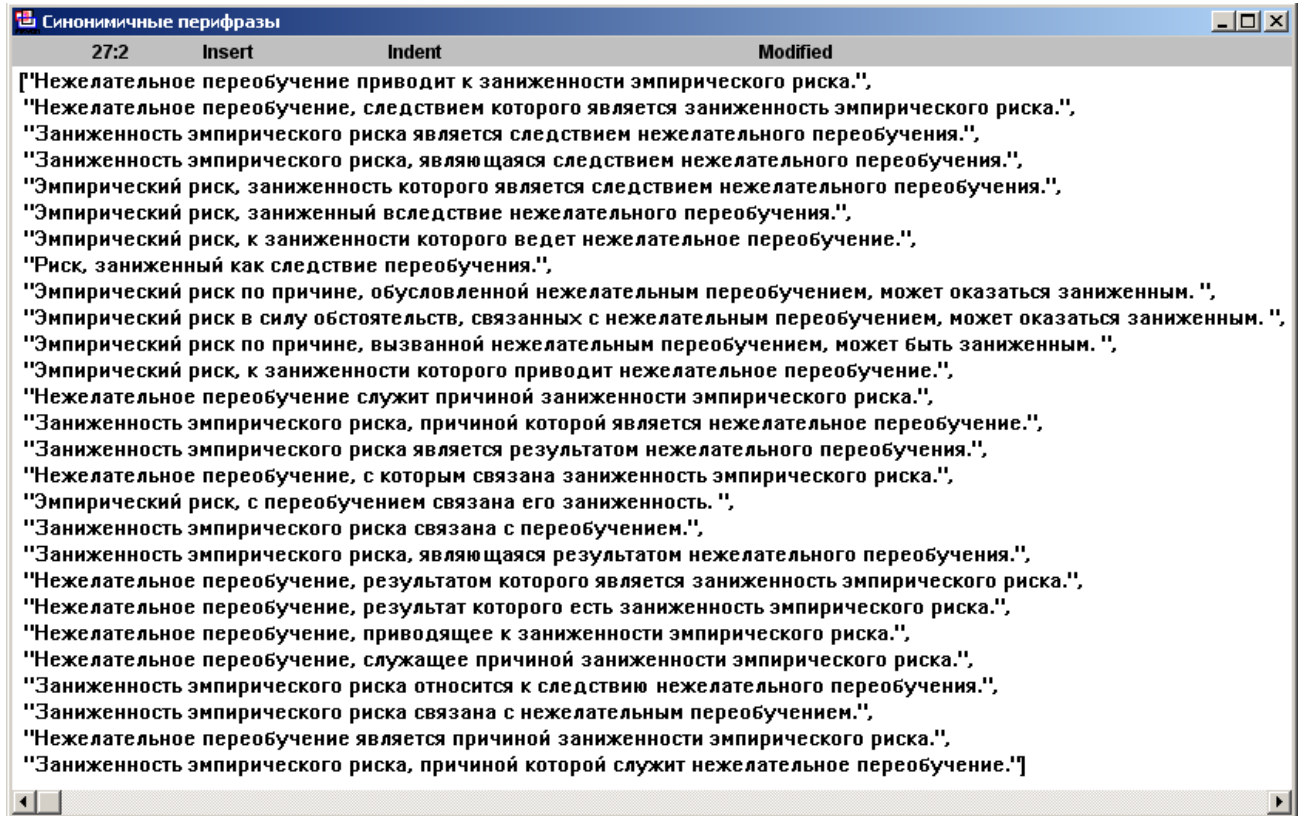 Синонимичные перифразы
27:2 Insert Indent Modified
["Нежелательное переобучение приводит к заниженности эмпирического риска.",
"Нежелательное переобучение, следствием которого является заниженность эмпирического риска.",
"Заниженность эмпирического риска является следствием нежелательного переобучения.",
"Заниженность эмпирического риска, являющаяся следствием нежелательного переобучения.",
"Эмпирический риск, заниженность которого является следствием нежелательного переобучения.",
"Эмпирический риск, заниженный вследствие нежелательного переобучения.",
"Эмпирический риск, к заниженности которого ведет нежелательное переобучение.",
"Риск, заниженный как следствие переобучения.",
"Эмпирический риск по причине, обусловленной нежелательным переобучением, может оказаться заниженным. ",
"Эмпирический риск в силу обстоятельств, связанных с нежелательным переобучением, может оказаться заниженным. ",
"Эмпирический риск по причине, вызванной нежелательным переобучением, может быть заниженным. ",
"Эмпирический риск, к заниженности которого приводит нежелательное переобучение.",
"Нежелательное переобучение служит причиной заниженности эмпирического риска.",
"Заниженность эмпирического риска, причиной которой является нежелательное переобучение.",
"Заниженность эмпирического риска является результатом нежелательного переобучения.",
"Нежелательное переобучение, с которым связана заниженность эмпирического риска.",
"Эмпирический риск, с переобучением связана его заниженность. ",
"Заниженность эмпирического риска связана с переобучением.",
"Заниженность эмпирического риска, являющаяся результатом нежелательного переобучения.",
"Нежелательное переобучение, результатом которого является заниженность эмпирического риска.",
"Нежелательное переобучение, результат которого есть заниженность эмпирического риска.",
"Нежелательное переобучение, приводящее к заниженности эмпирического риска.",
"Нежелательное переобучение, служащее причиной заниженности эмпирического риска.",
"Заниженность эмпирического риска относится к следствию нежелательного переобучения.",
"Заниженность эмпирического риска связана с нежелательным переобучением.",
"Нежелательное переобучение является причиной заниженности эмпирического риска.",
"Заниженность эмпирического риска, причиной которой служит нежелательное переобучение."]